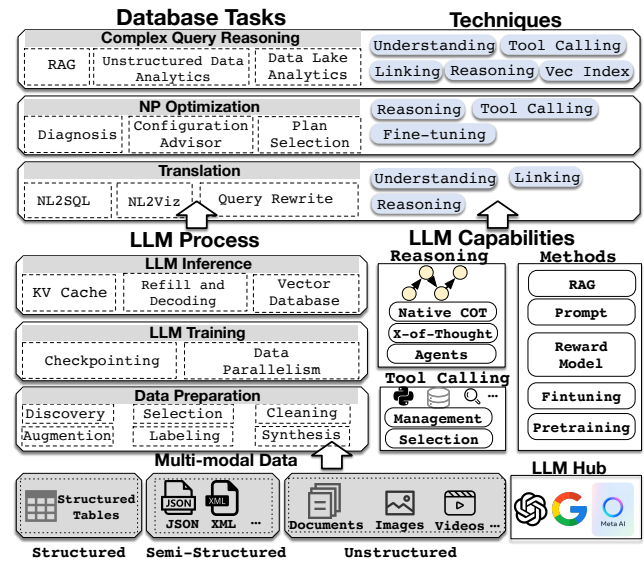 Database Tasks
Techniques
Complex Query Reasoning
RAG
Unstructured Data
Analytics
Data Lake
Analytics
Understanding
Tool Calling
Linking
Reasoning
Vec Index
NP Optimization
Diagnosis
Configuration
Advisor
Plan
Selection
Reasoning
Tool Calling
Fine-tuning
Translation
NL2SQL
NL2Viz
Query Rewrite
Understanding
Linking
Reasoning
LLM Process
LLM Capabilities
LLM Inference
KV Cache
Refill and
Decoding
Vector
Database
LLM Training
Checkpointing
Data
Parallelism
Data Preparation
Discovery
Selection
Cleaning
Augmention
Labeling
Synthesis
Reasoning
Native COT
X-of-Thought
Agents
Tool Calling
...
Management
Selection
Methods
RAG
Prompt
Reward
Model
Fintuning
Pretraining
Multi-modal Data
Structured
Tables
JSON
XML
JSON
XML
...
Documents
Images
Videos
...
Structured
Semi-Structured
Unstructured
LLM Hub
Meta AI